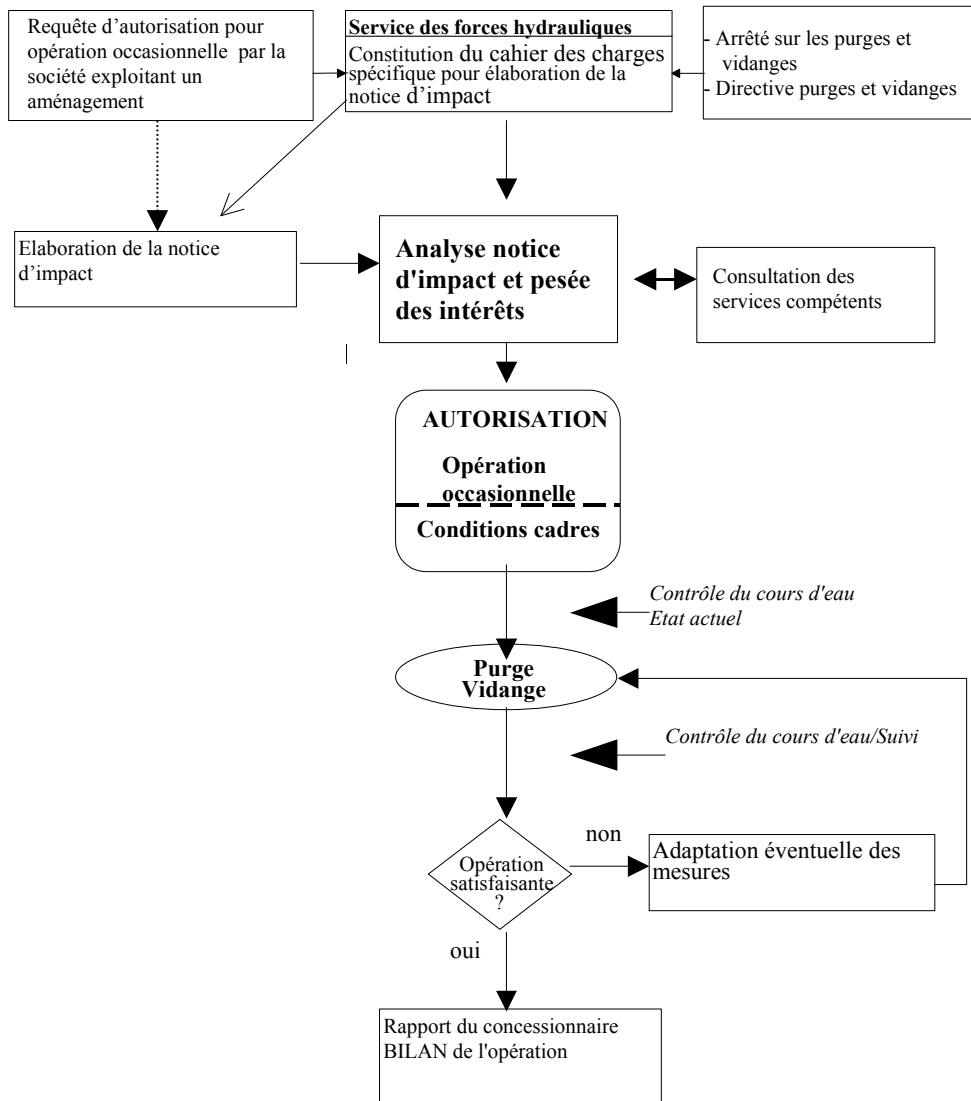 Requête d'autorisation pour
opération occasionnelle par la
société exploitant un
aménagement
Service des forces hydrauliques
Constitution du cahier des charges
spécifique pour élaboration de la
notice d'impact
- Arrêté sur les purges et
vidanges
- Directive purges et vidanges
Elaboration de la notice
d'impact
Analyse notice
d'impact et pesée
des intérêts
Consultation des
services compétents
AUTORISATION
Opération
occasionnelle
Conditions cadres
Contrôle du cours d'eau
Etat actuel
Purge
Vidange
Contrôle du cours d'eau/Suivi
Opération
satisfaisante
?
non
Adaptation éventuelle des
mesures
oui
Rapport du concessionnaire
BILAN de l'opération